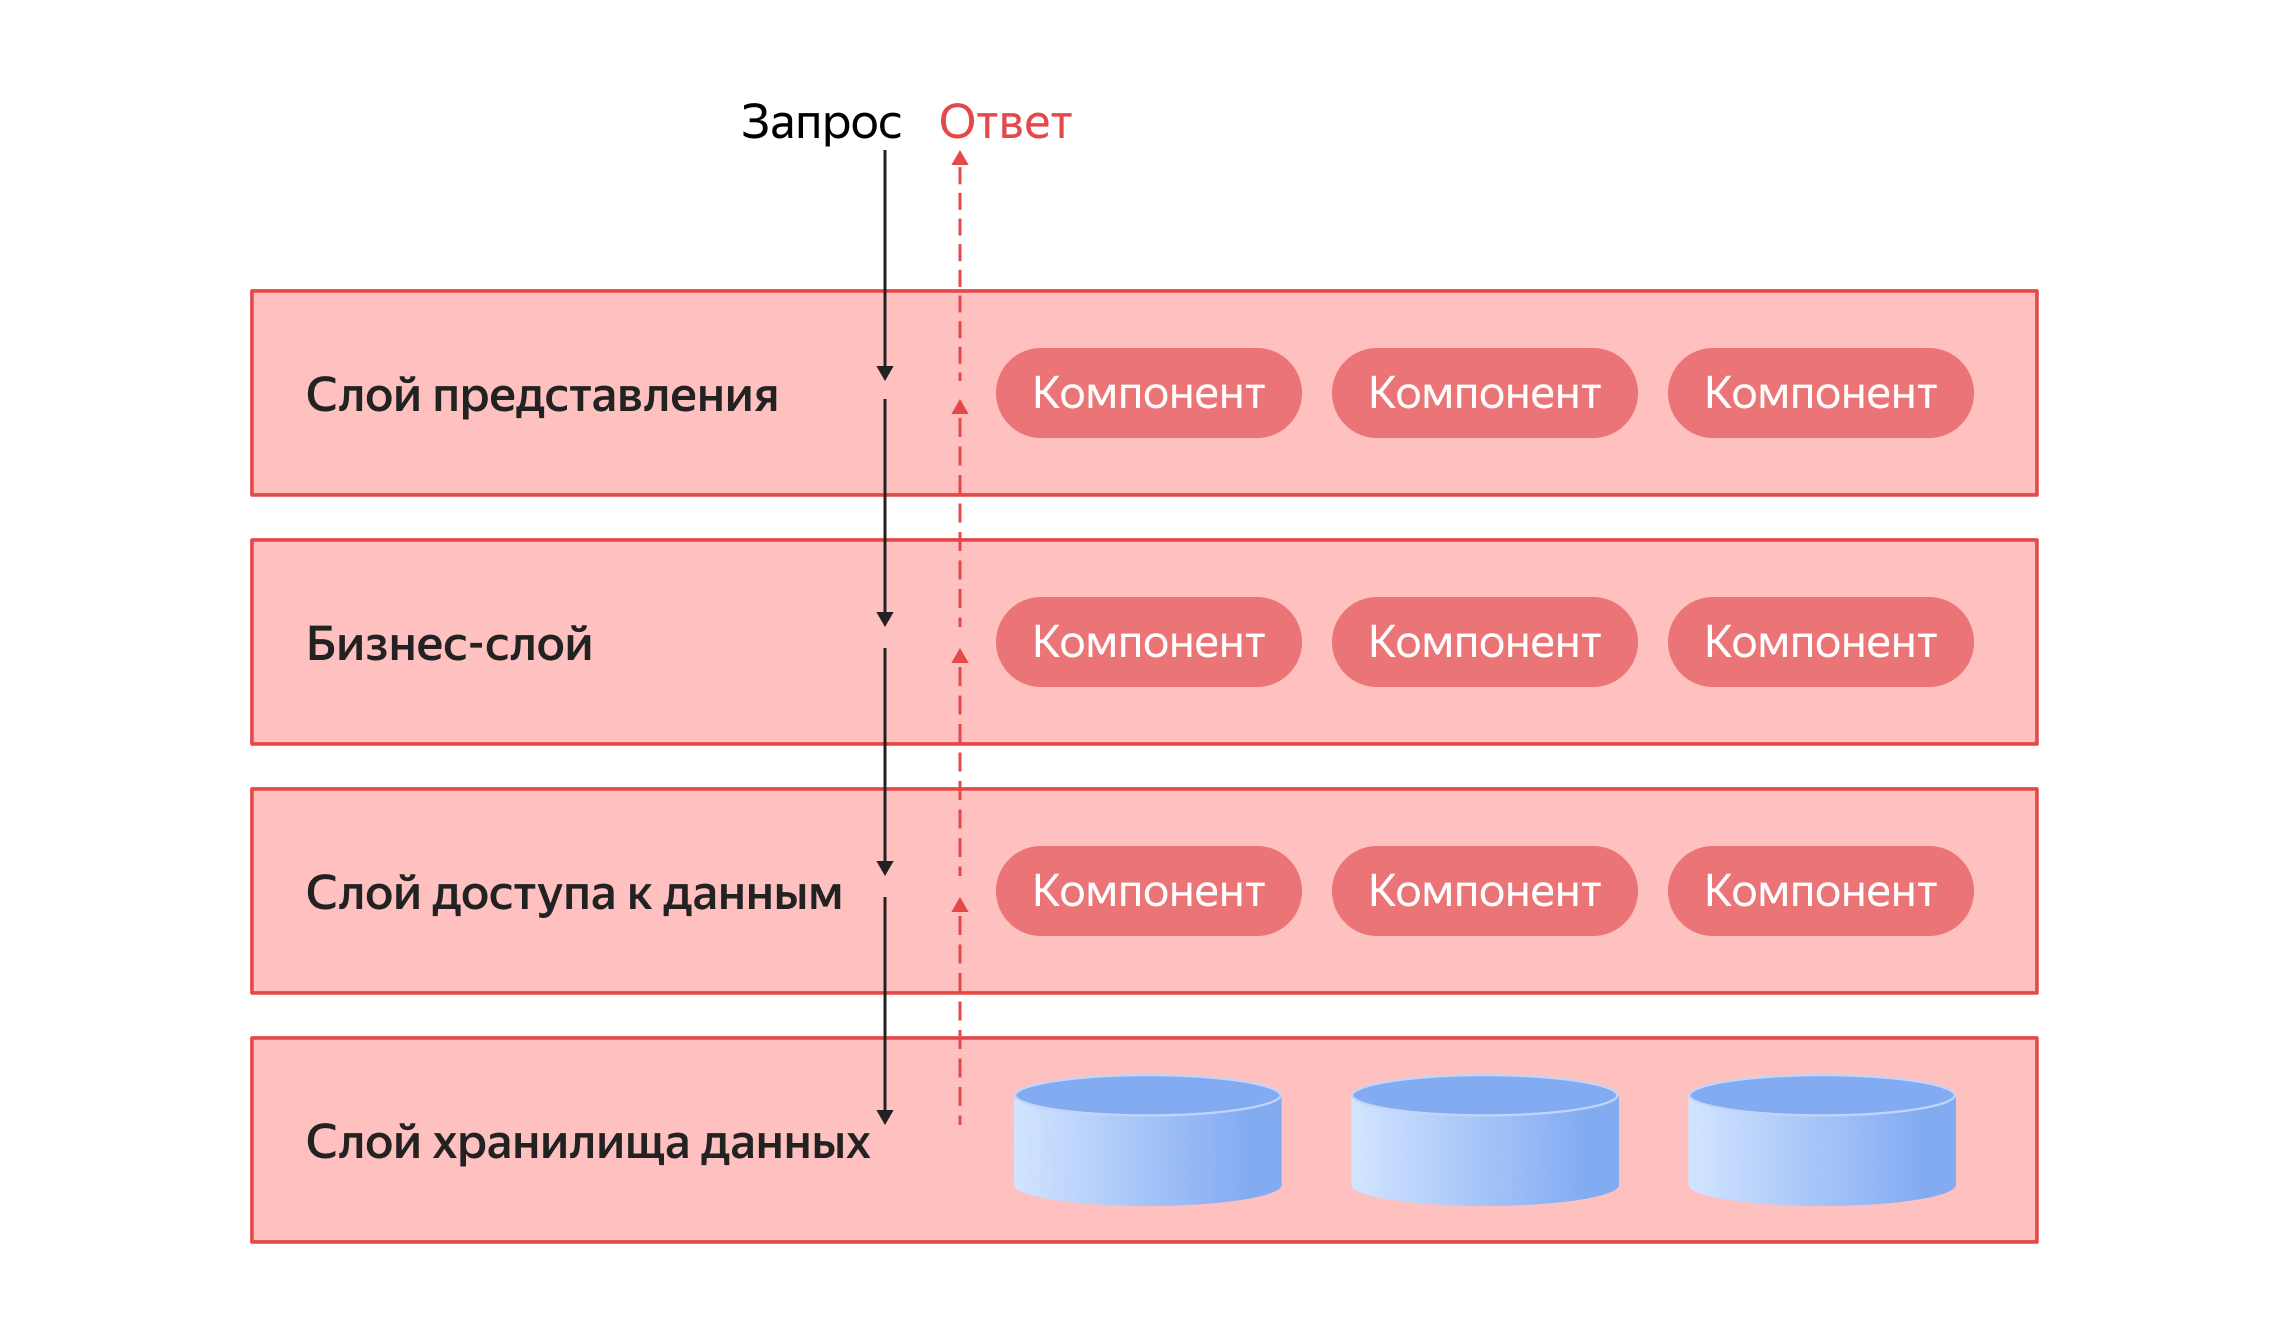 Запрос Ответ
Слой представления Компонент Компонент Компонент
Бизнес-слой Компонент Компонент Компонент
Слой доступа к данным Компонент Компонент Компонент
Слой хранилища данных